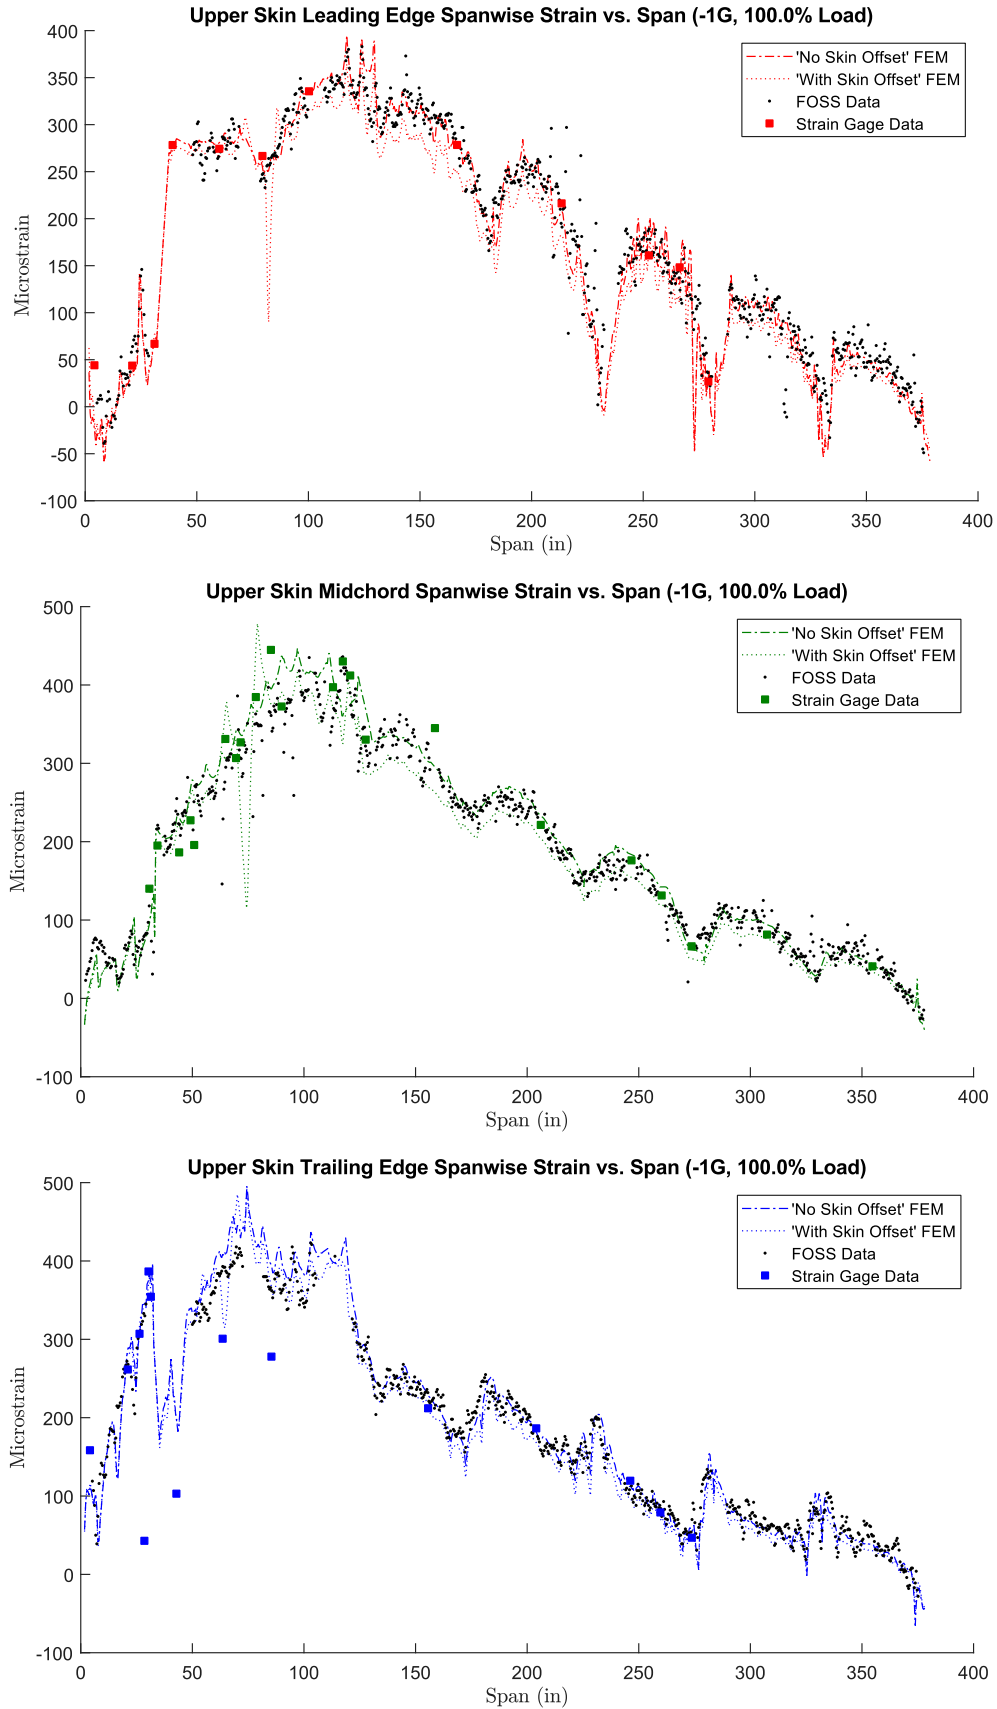 Upper Skin Leading Edge Spanwise Strain vs. Span (-1G, 100.0% Load)
400
350
300
250
200
150
100
50
0
-50
-100
Microstrain
'No Skin Offset' FEM
'With Skin Offset' FEM
FOSS Data
Strain Gage Data
0 50 100 150 200 250 300 350 400
Span (in)
Upper Skin Midchord Spanwise Strain vs. Span (-1G, 100.0% Load)
500
400
300
200
100
0
-100
Microstrain
'No Skin Offset' FEM
'With Skin Offset' FEM
FOSS Data
Strain Gage Data
0 50 100 150 200 250 300 350 400
Span (in)
Upper Skin Trailing Edge Spanwise Strain vs. Span (-1G, 100.0% Load)
500
400
300
200
100
0
-100
Microstrain
'No Skin Offset' FEM
'With Skin Offset' FEM
FOSS Data
Strain Gage Data
0 50 100 150 200 250 300 350 400
Span (in)